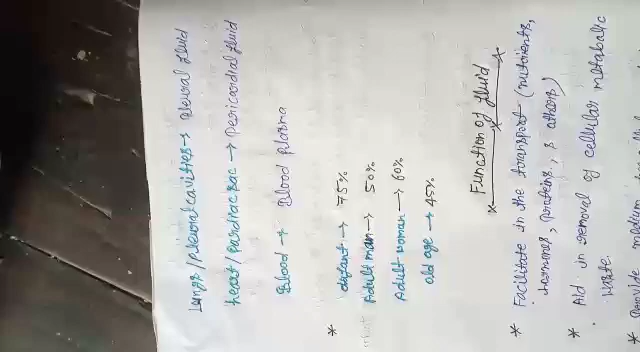 Lungs/pleural cavities → pleural fluid
heart/cardiac sac → Pericardial fluid
Blood → Blood plasma
* infant → 75%
Adult man → 50%
Adult woman → 60%
old age → 45%
Function of fluid
* Facilitate in the transport (nutrients,
hormones, proteins, & others)
* Aid in removal of cellular metabolic
waste.
* Provide medium